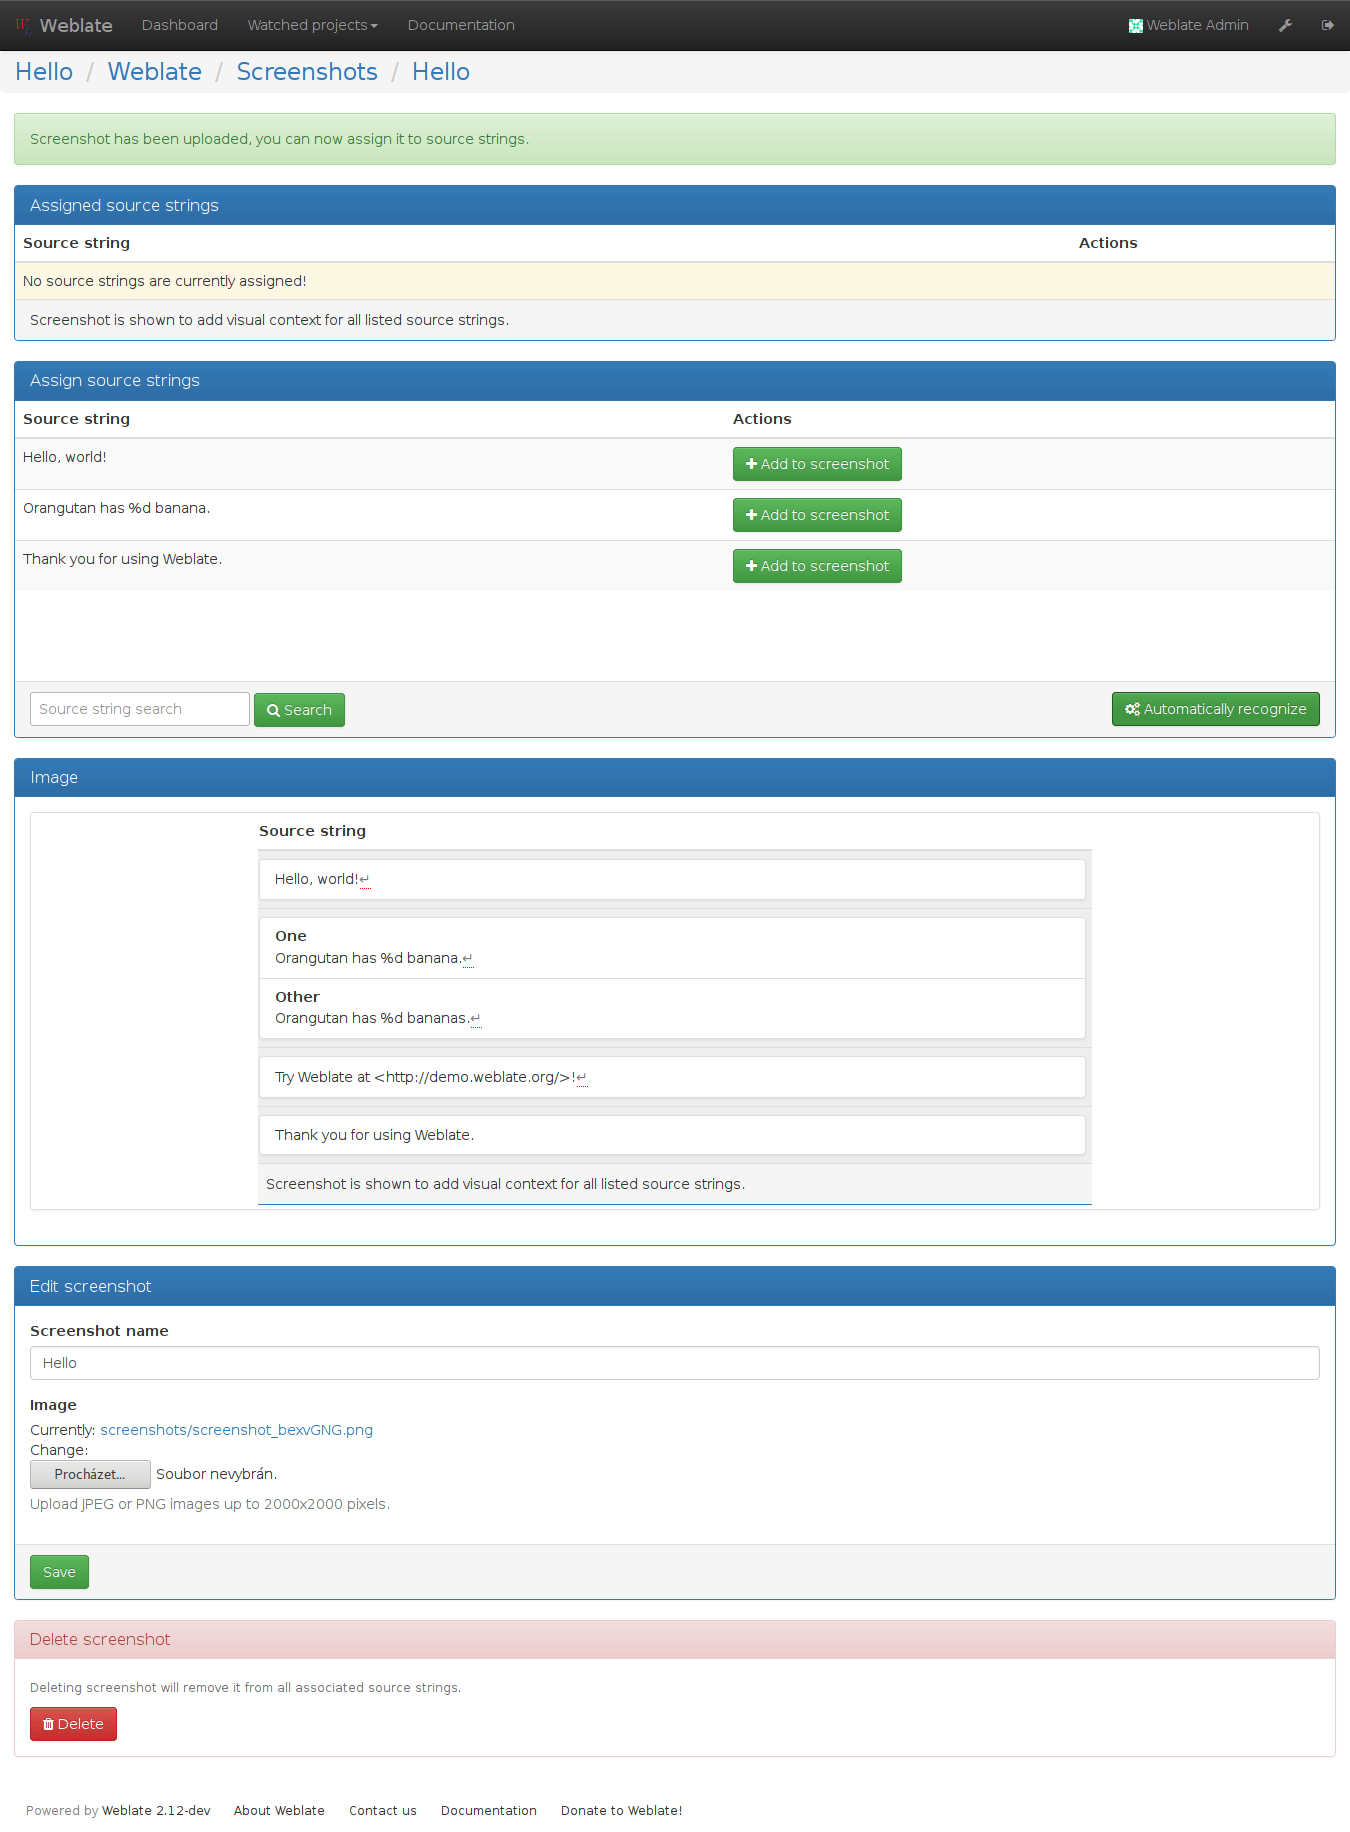 Weblate Dashboard Watched projects Documentation Weblate Admin
Hello / Weblate / Screenshots / Hello
Screenshot has been uploaded, you can now assign it to source strings.
Assigned source strings
Source string Actions
No source strings are currently assigned!
Screenshot is shown to add visual context for all listed source strings.
Assign source strings
Source string Actions
Hello, world! Add to screenshot
Orangutan has %d banana. Add to screenshot
Thank you for using Weblate. Add to screenshot
Source string search Search Automatically recognize
Image
Source string
Hello, world!↵
One
Orangutan has %d banana.↵
Other
Orangutan has %d bananas.↵
Try Weblate at <http://demo.weblate.org/>!↵
Thank you for using Weblate.
Screenshot is shown to add visual context for all listed source strings.
Edit screenshot
Screenshot name
Hello
Image
Currently: screenshots/screenshot_bexvGNG.png
Change:
Procházet... Soubor nevybrán.
Upload JPEG or PNG images up to 2000x2000 pixels.
Save
Delete screenshot
Deleting screenshot will remove it from all associated source strings.
Delete
Powered by Weblate 2.12-dev About Weblate Contact us Documentation Donate to Weblate!